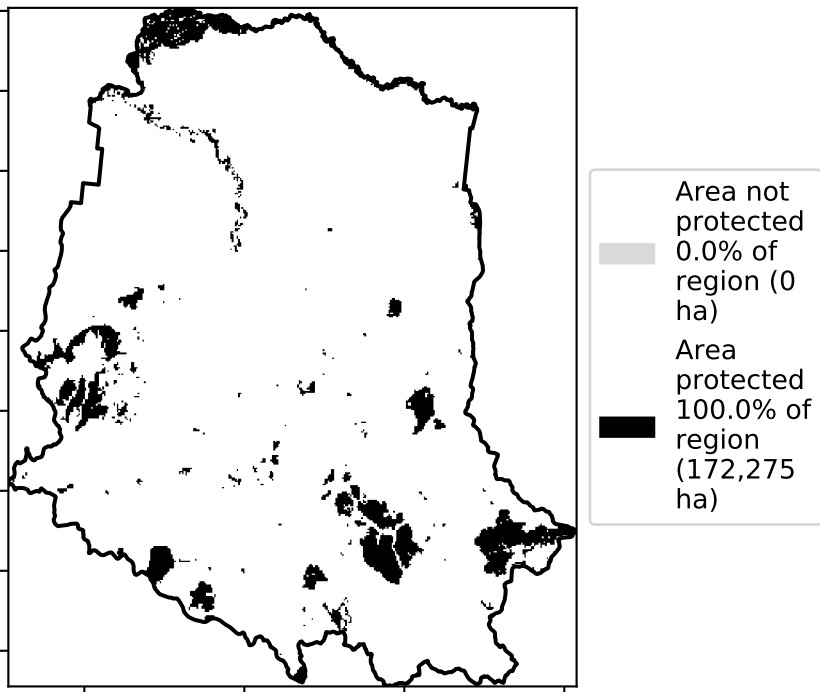 Area not
protected
0.0% of
region (0
ha)
Area
protected
100.0% of
region
(172,275
ha)